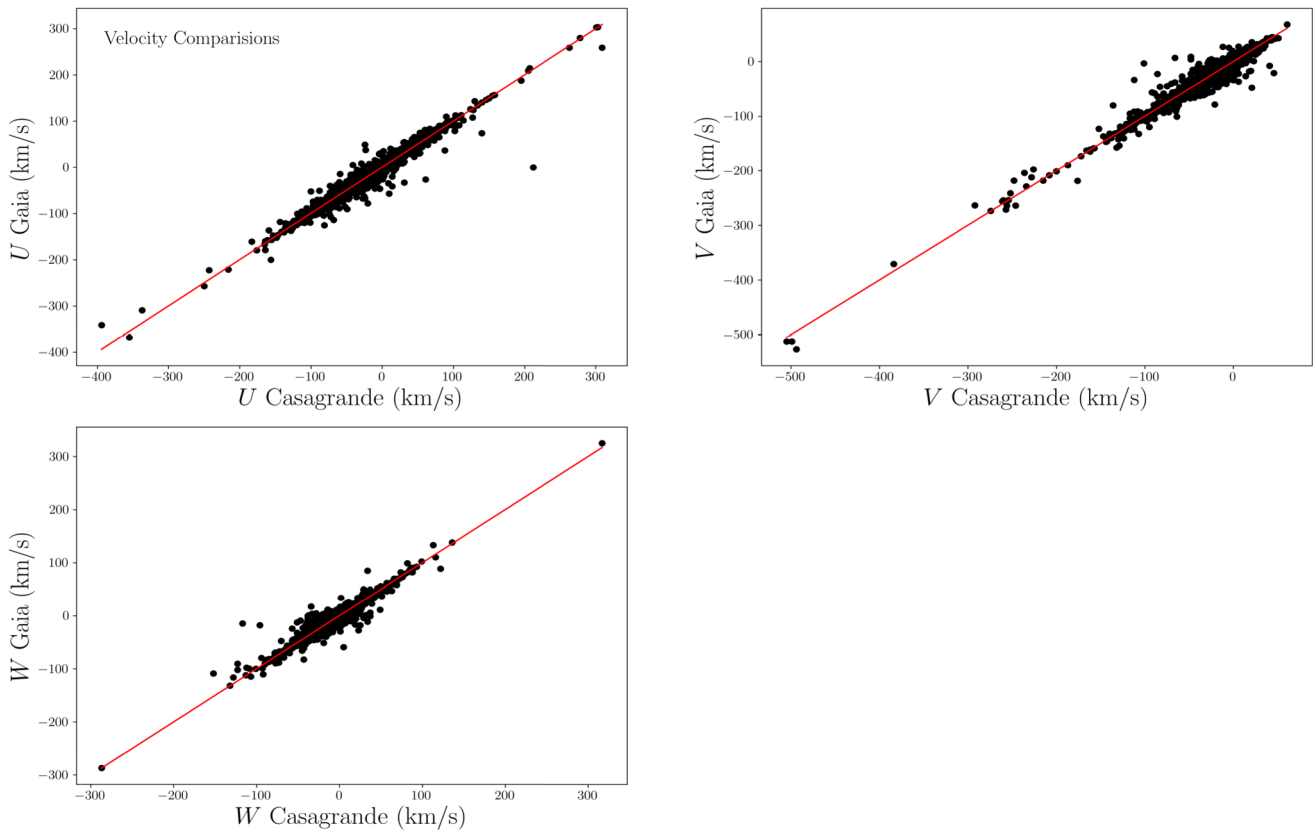 Velocity Comparisions
300
200
100
0
−100
−200
−300
−400
U Gaia (km/s)
−400 −300 −200 −100 0 100 200 300
U Casagrande (km/s)
0
−100
−200
−300
−400
−500
V Gaia (km/s)
−500 −400 −300 −200 −100 0
V Casagrande (km/s)
300
200
100
0
−100
−200
−300
W Gaia (km/s)
−300 −200 −100 0 100 200 300
W Casagrande (km/s)